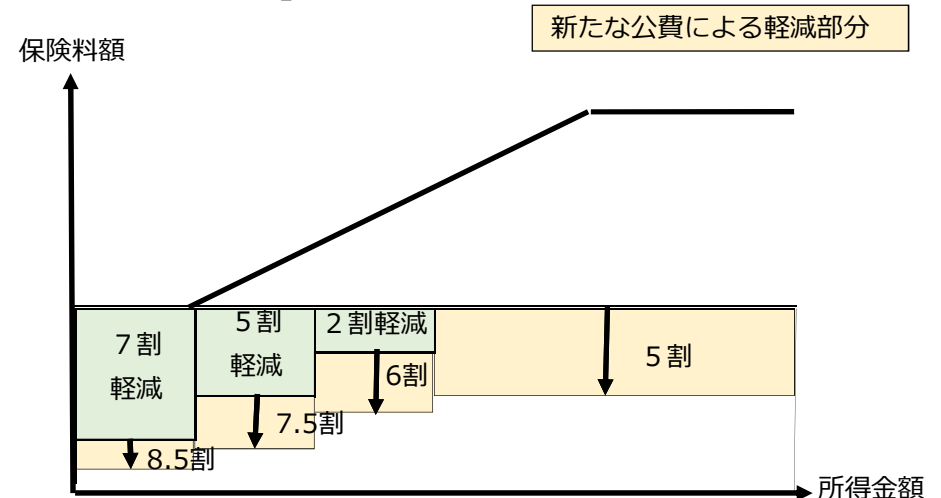 新たな公費による軽減部分
保険料額
7割
軽減
5割
軽減
2割軽減
6割
5割
7.5割
8.5割
所得金額